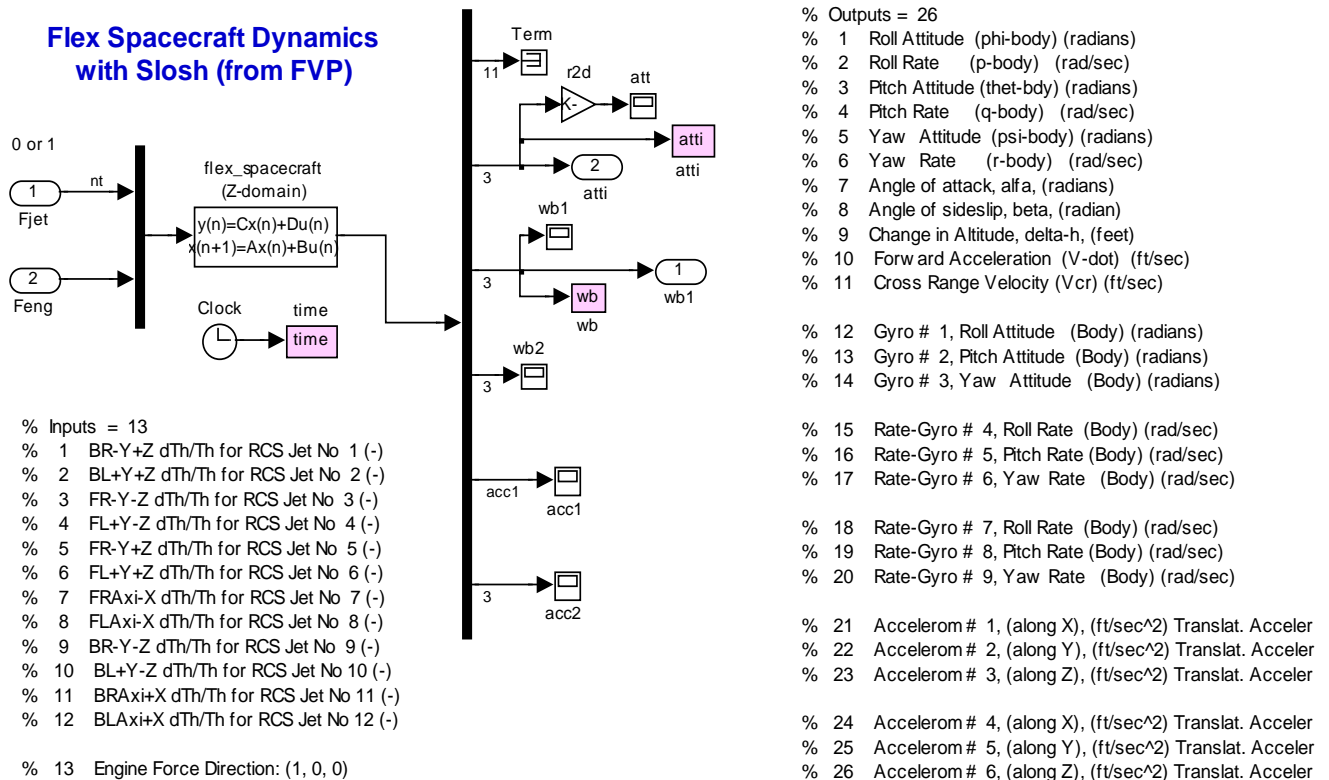 Flex Spacecraft Dynamics
with Slosh (from FVP)
0 or 1
1
nt
Fjet
2
Feng
flex_spacecraft
(Z-domain)
y(n)=Cx(n)+Du(n)
x(n+1)=Ax(n)+Bu(n)
Clock
time
time
Term
11
r2d
K-
att
atti
atti
3
2
atti
wb1
3
1
wb1
wb
wb
wb2
3
acc1
acc1
3
acc2
% Inputs = 13
% 1 BR-Y+Z dTh/Th for RCS Jet No 1 (-)
% 2 BL+Y+Z dTh/Th for RCS Jet No 2 (-)
% 3 FR-Y-Z dTh/Th for RCS Jet No 3 (-)
% 4 FL+Y-Z dTh/Th for RCS Jet No 4 (-)
% 5 FR-Y+Z dTh/Th for RCS Jet No 5 (-)
% 6 FL+Y+Z dTh/Th for RCS Jet No 6 (-)
% 7 FRAxi-X dTh/Th for RCS Jet No 7 (-)
% 8 FLAxi-X dTh/Th for RCS Jet No 8 (-)
% 9 BR-Y-Z dTh/Th for RCS Jet No 9 (-)
% 10 BL+Y-Z dTh/Th for RCS Jet No 10 (-)
% 11 BRAxi+X dTh/Th for RCS Jet No 11 (-)
% 12 BLAxi+X dTh/Th for RCS Jet No 12 (-)
% 13 Engine Force Direction: (1, 0, 0)
% Outputs = 26
% 1 Roll Attitude (phi-body) (radians)
% 2 Roll Rate (p-body) (rad/sec)
% 3 Pitch Attitude (thet-bdy) (radians)
% 4 Pitch Rate (q-body) (rad/sec)
% 5 Yaw Attitude (psi-body) (radians)
% 6 Yaw Rate (r-body) (rad/sec)
% 7 Angle of attack, alfa, (radians)
% 8 Angle of sideslip, beta, (radian)
% 9 Change in Altitude, delta-h, (feet)
% 10 Forward Acceleration (V-dot) (ft/sec)
% 11 Cross Range Velocity (Vcr) (ft/sec)
% 12 Gyro # 1, Roll Attitude (Body) (radians)
% 13 Gyro # 2, Pitch Attitude (Body) (radians)
% 14 Gyro # 3, Yaw Attitude (Body) (radians)
% 15 Rate-Gyro # 4, Roll Rate (Body) (rad/sec)
% 16 Rate-Gyro # 5, Pitch Rate (Body) (rad/sec)
% 17 Rate-Gyro # 6, Yaw Rate (Body) (rad/sec)
% 18 Rate-Gyro # 7, Roll Rate (Body) (rad/sec)
% 19 Rate-Gyro # 8, Pitch Rate (Body) (rad/sec)
% 20 Rate-Gyro # 9, Yaw Rate (Body) (rad/sec)
% 21 Accelerom # 1, (along X), (ft/sec^2) Translat. Acceler
% 22 Accelerom # 2, (along Y), (ft/sec^2) Translat. Acceler
% 23 Accelerom # 3, (along Z), (ft/sec^2) Translat. Acceler
% 24 Accelerom # 4, (along X), (ft/sec^2) Translat. Acceler
% 25 Accelerom # 5, (along Y), (ft/sec^2) Translat. Acceler
% 26 Accelerom # 6, (along Z), (ft/sec^2) Translat. Acceler